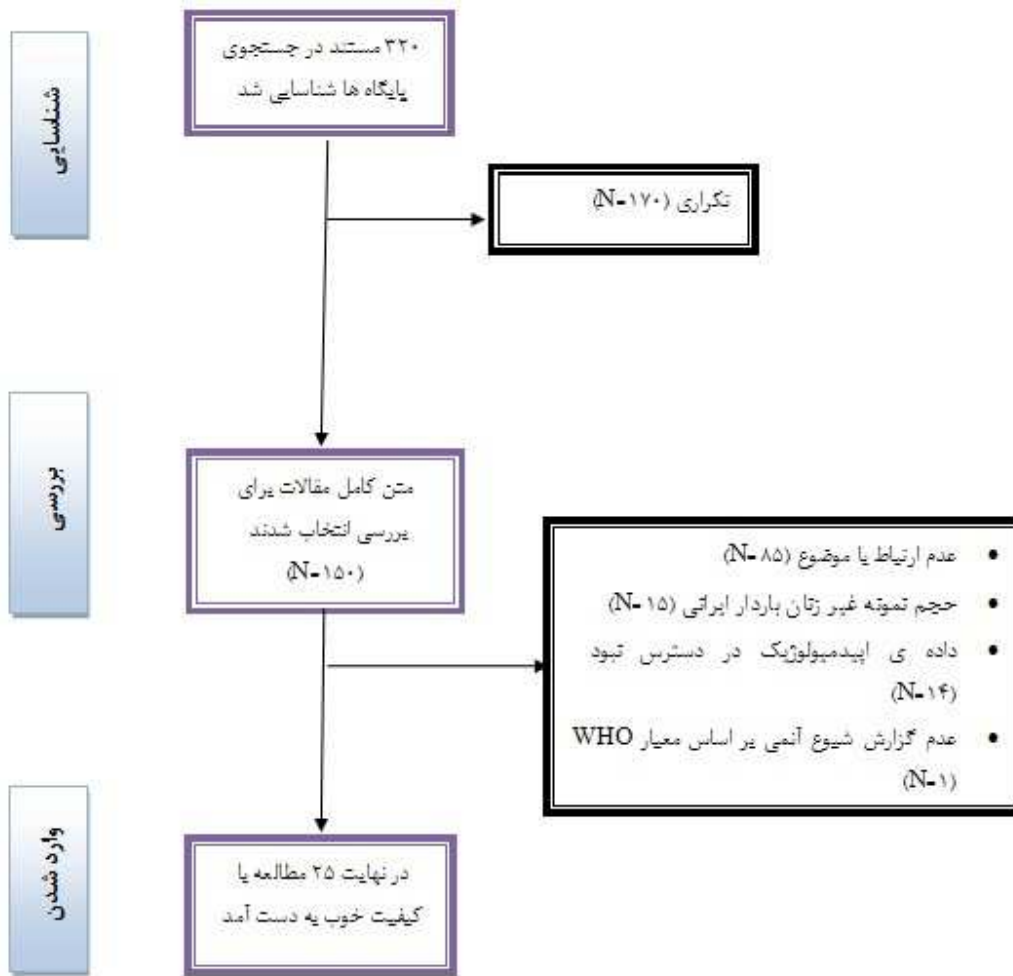 شناسایی
۳۲۰ مستند در جستجوی
پایگاه ها شناسایی شد
تکراری (N=۱۷۰)
بررسی
متن کامل مقالات برای
بررسی انتخاب شدند
(N=۱۵۰)
• عدم ارتباط با موضوع (N=۸۵)
• حجم نمونه غیر زنان باردار ایرانی (N=۱۵)
• داده ی اپیدمیولوژیک در دسترس نبود
(N=۱۴)
• عدم گزارش شیوع آنمی بر اساس معیار WHO
(N=۱)
وارد شدن
در نهایت ۲۵ مطالعه با
کیفیت خوب به دست آمد